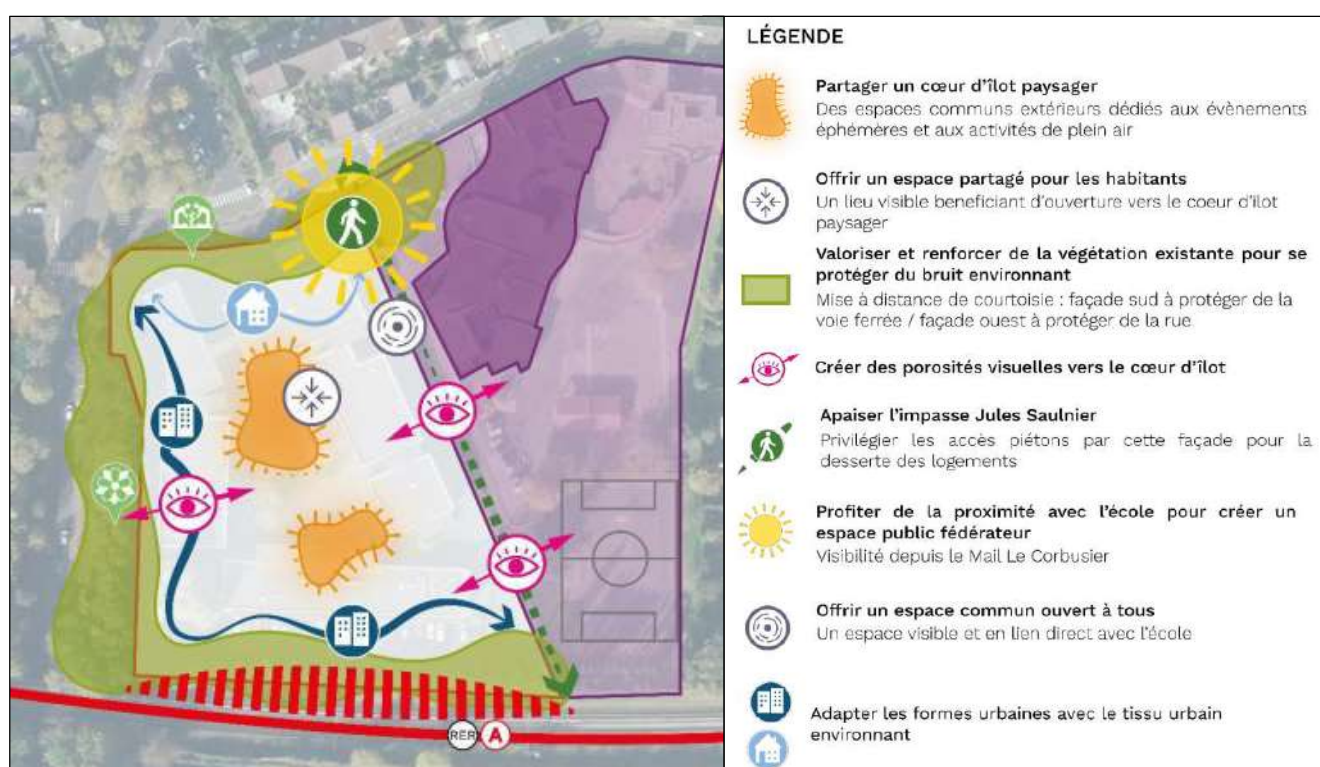 RER A
LÉGENDE
Partager un cœur d'îlot paysager
Des espaces communs extérieurs dédiés aux évènements
éphémères et aux activités de plein air
Offrir un espace partagé pour les habitants
Un lieu visible beneficiant d'ouverture vers le coeur d'ilot
paysager
Valoriser et renforcer de la végétation existante pour se
protéger du bruit environnant
Mise à distance de courtoisie : façade sud à protéger de la
voie ferrée / façade ouest à protéger de la rue
Créer des porosités visuelles vers le cœur d'îlot
Apaiser l'impasse Jules Saulnier
Privilégier les accès piétons par cette façade pour la
desserte des logements
Profiter de la proximité avec l'école pour créer un
espace public fédérateur
Visibilité depuis le Mail Le Corbusier
Offrir un espace commun ouvert à tous
Un espace visible et en lien direct avec l'école
Adapter les formes urbaines avec le tissu urbain
environnant